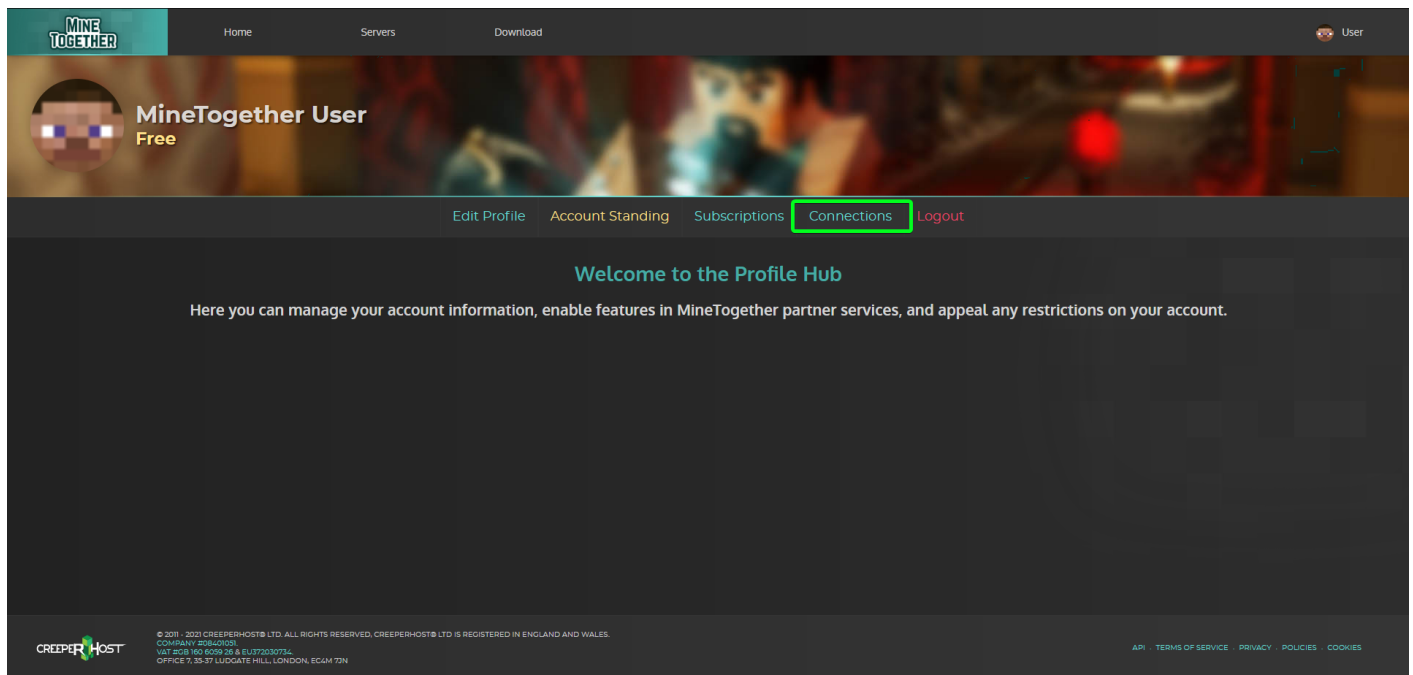 MINE
TOGETHER
Home
Servers
Download
User
MineTogether User
Free
Edit Profile
Account Standing
Subscriptions
Connections
Logout
Welcome to the Profile Hub
Here you can manage your account information, enable features in MineTogether partner services, and appeal any restrictions on your account.
CREEPERHOST
© 2011 - 2021 CREEPERHOST® LTD. ALL RIGHTS RESERVED, CREEPERHOST® LTD IS REGISTERED IN ENGLAND AND WALES.
COMPANY #08401051.
VAT #GB 160 6059 26 & EU372030734.
OFFICE 7, 35-37 LUDGATE HILL, LONDON, EC4M 7JN
API - TERMS OF SERVICE - PRIVACY - POLICIES - COOKIES